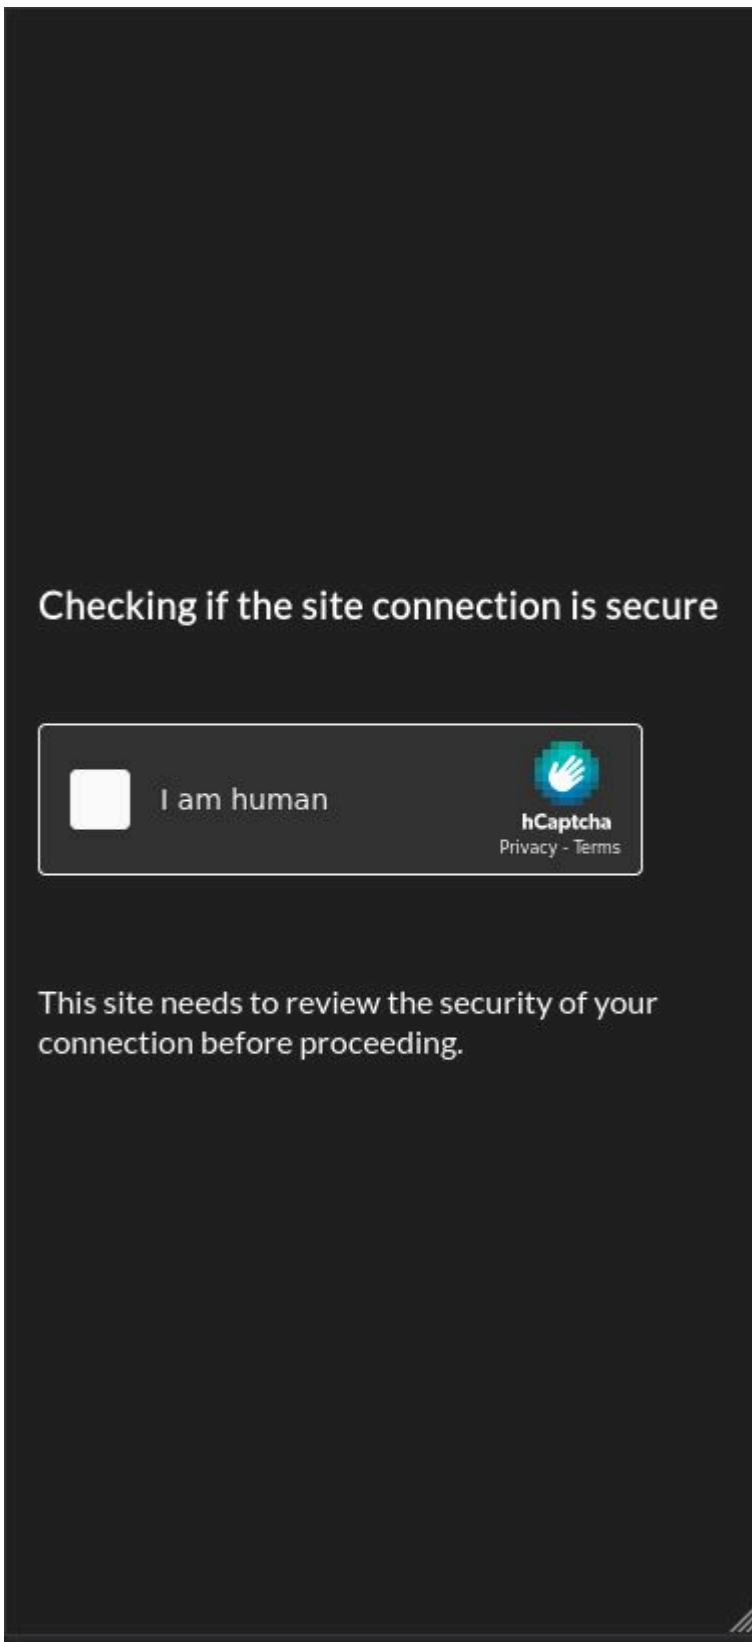 Checking if the site connection is secure
I am human
hCaptcha
Privacy - Terms
This site needs to review the security of your
connection before proceeding.